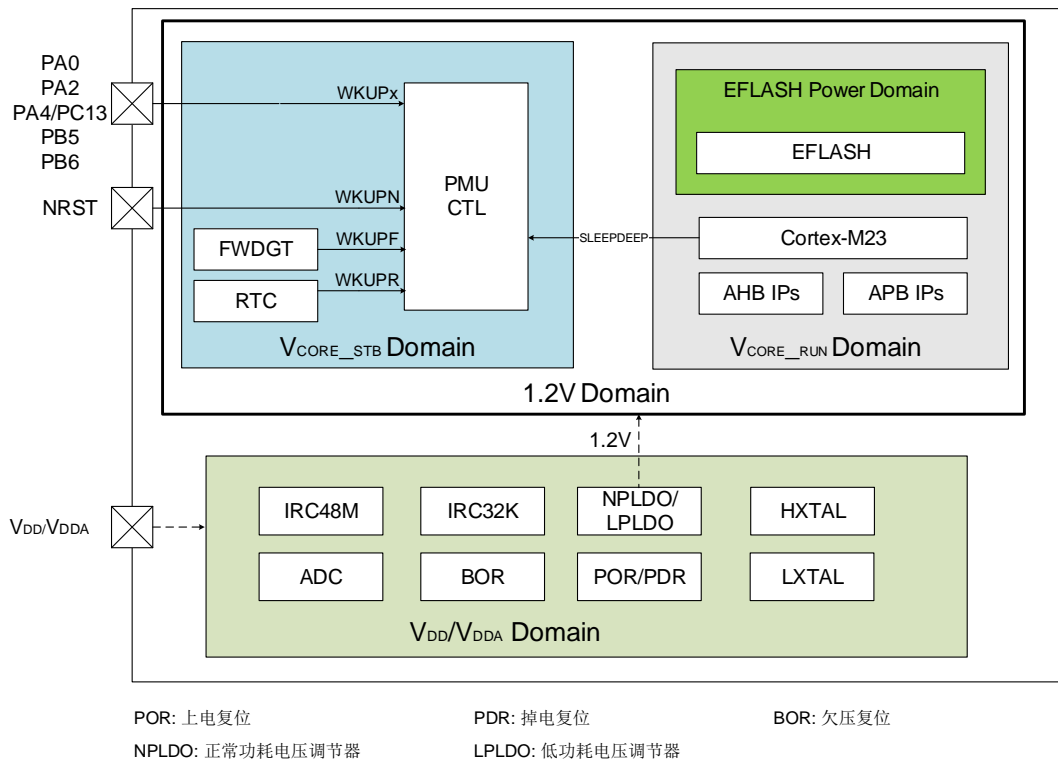 PA0
PA2
PA4/PC13
PB5
PB6
NRST
WKUPx
WKUPN
WKUPF
WKUPR
FWDGT
RTC
PMU
CTL
VCORE_STB Domain
SLEEPDEEP
EFLASH Power Domain
EFLASH
Cortex-M23
AHB IPs
APB IPs
VCORE_RUN Domain
1.2V Domain
1.2V
VDD/VDDA
IRC48M
IRC32K
NPLDO/
LPLDO
HXTAL
ADC
BOR
POR/PDR
LXTAL
VDD/VDDA Domain
POR: 上电复位
PDR: 掉电复位
BOR: 欠压复位
NPLDO: 正常功耗电压调节器
LPLDO: 低功耗电压调节器